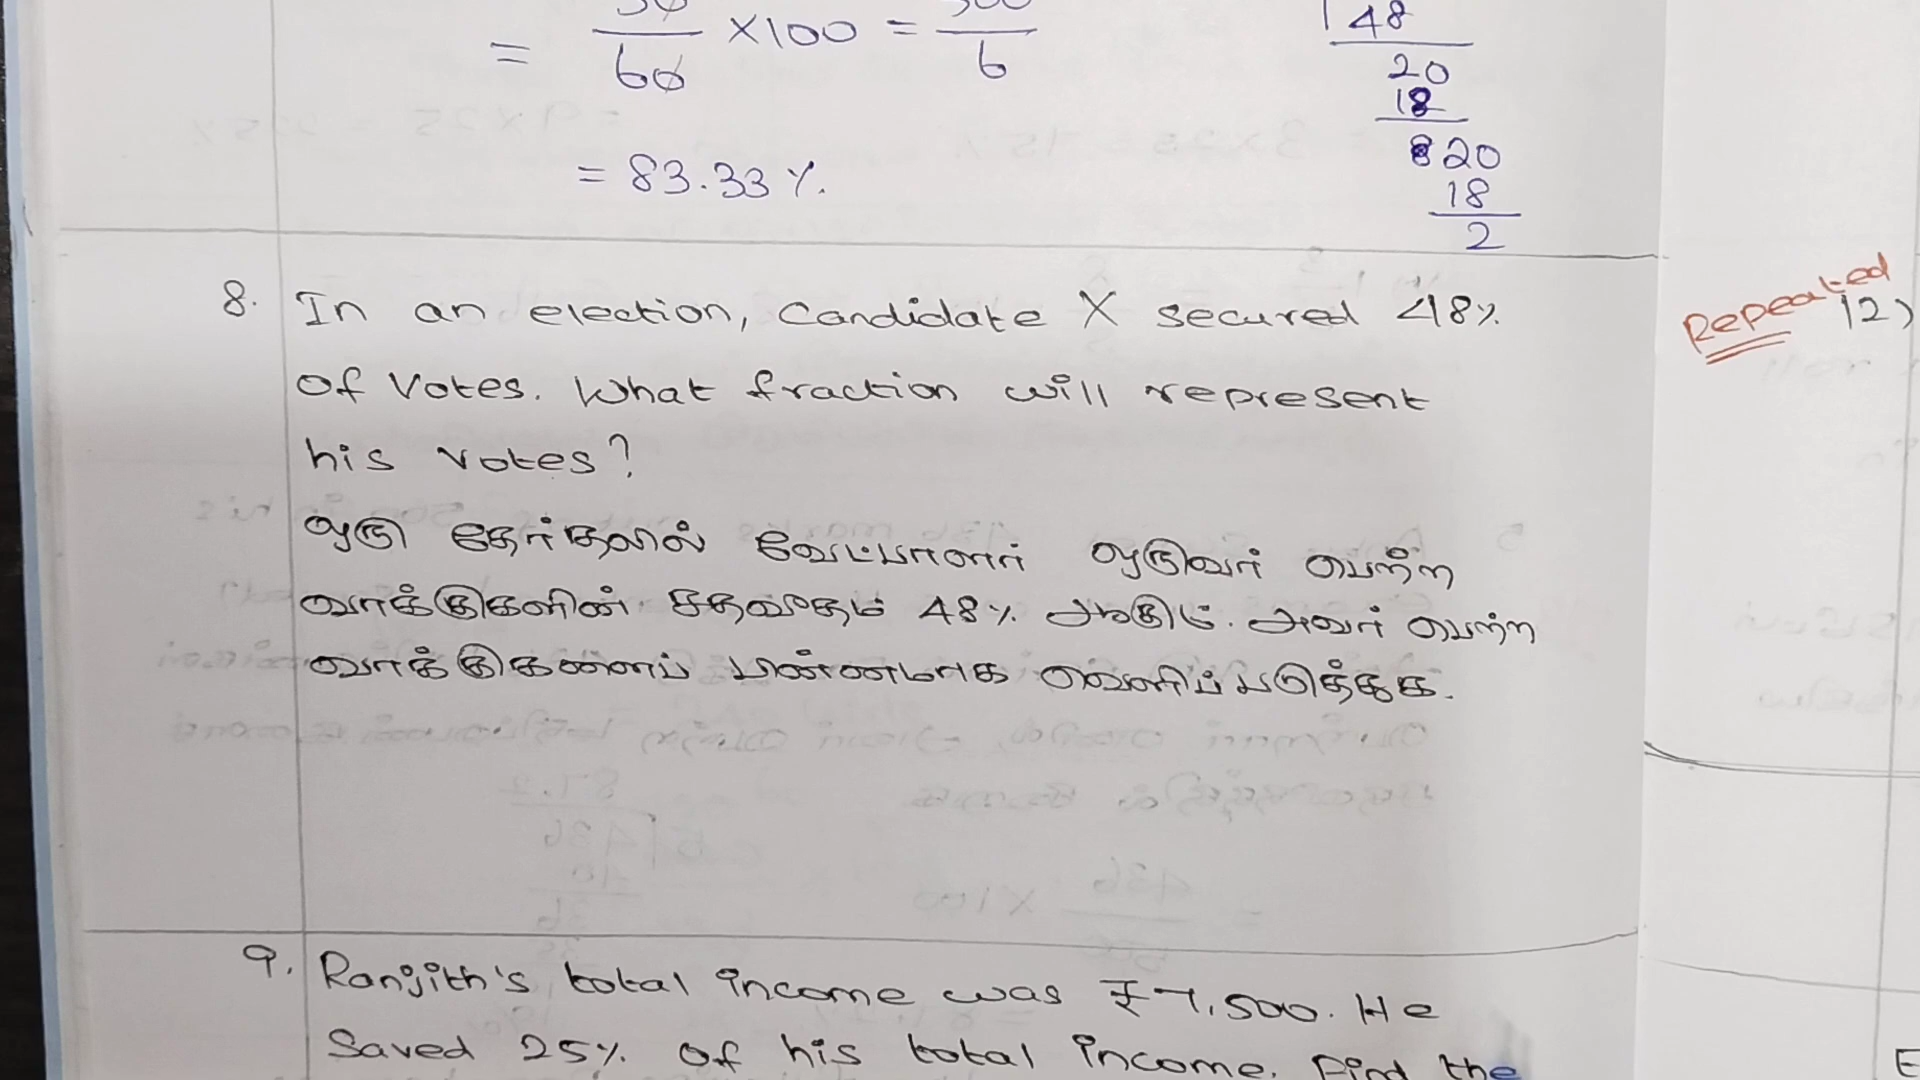 = 50/60 ×100 = 300/6
= 83.33 %.
48
20
18
20
18
2
8. In an election, Candidate X secured 48%
of Votes. What fraction will represent
his votes?
ஒரு தேர்தலில் வேட்பாளர் ஒருவர் பெற்ற
வாக்குகளின் சதவீதம் 48% ஆகும். அவர் பெற்ற
வாக்குகளைப் பின்னமாக வெளிப்படுத்துக.
Repeated
12)
9. Ranjith's total income was ₹7,500. He
Saved 25% of his total income. Find the
E